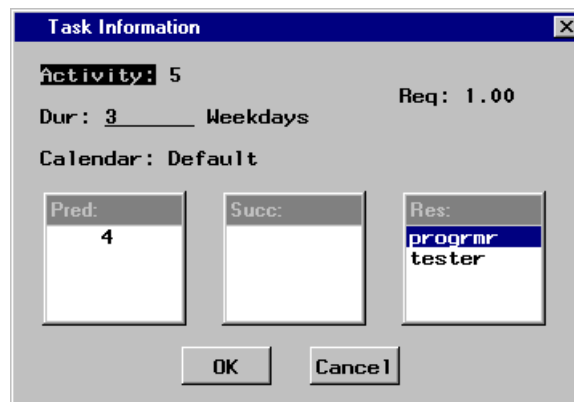 Task Information
Activity: 5
Req: 1.00
Dur: 3 Weekdays
Calendar: Default
Pred:
4
Succ:
Res:
progrmr
tester
OK
Cancel